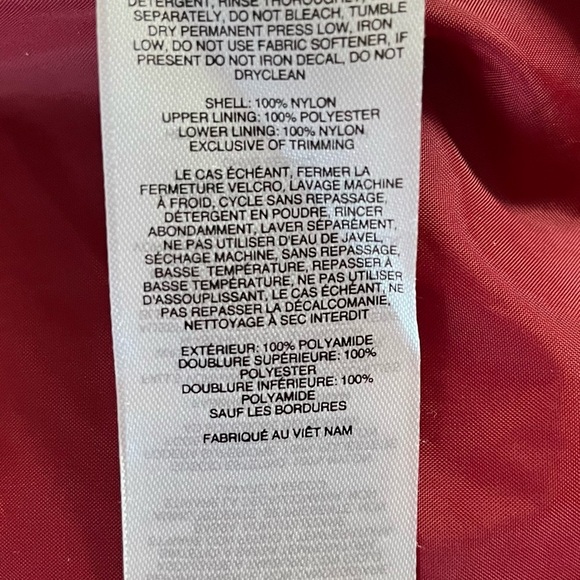 DETERGENT, RINSE THOROUGHLY,
SEPARATELY, DO NOT BLEACH, TUMBLE
DRY PERMANENT PRESS LOW, IRON
LOW, DO NOT USE FABRIC SOFTENER, IF
PRESENT DO NOT IRON DECAL, DO NOT
DRYCLEAN
SHELL: 100% NYLON
UPPER LINING: 100% POLYESTER
LOWER LINING: 100% NYLON
EXCLUSIVE OF TRIMMING
LE CAS ÉCHÉANT, FERMER LA
FERMETURE VELCRO, LAVAGE MACHINE
À FROID, CYCLE SANS REPASSAGE,
DÉTERGENT EN POUDRE, RINCER
ABONDAMMENT, LAVER SÉPARÉMENT,
NE PAS UTILISER D'EAU DE JAVEL,
SÉCHAGE MACHINE, SANS REPASSAGE,
BASSE TEMPÉRATURE, REPASSER À
BASSE TEMPÉRATURE, NE PAS UTILISER
D'ASSOUPLISSANT, LE CAS ÉCHÉANT, NE
PAS REPASSER LA DÉCALCOMANIE,
NETTOYAGE À SEC INTERDIT
EXTÉRIEUR: 100% POLYAMIDE
DOUBLURE SUPÉRIEURE: 100%
POLYESTER
DOUBLURE INFÉRIEURE: 100%
POLYAMIDE
SAUF LES BORDURES
FABRIQUÉ AU VIÊT NAM